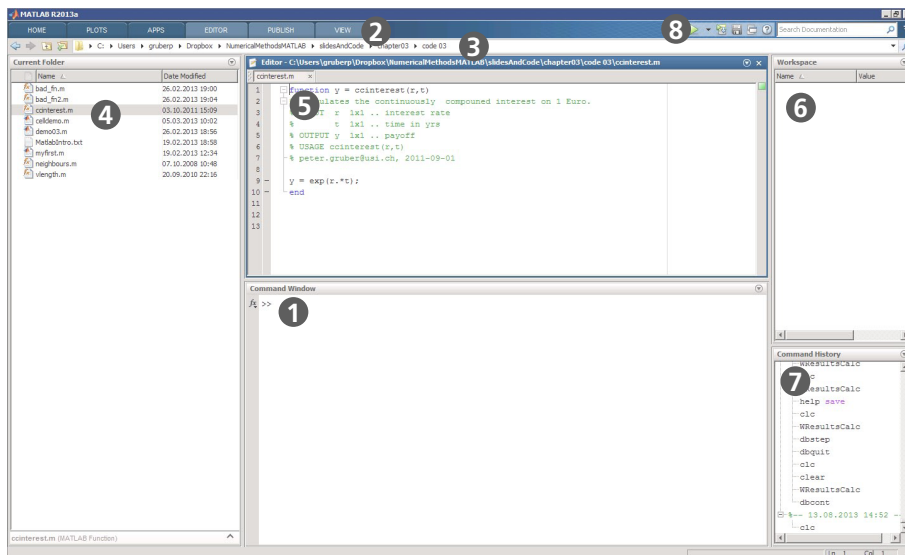 MATLAB R2013a
HOME PLOTS APPS EDITOR PUBLISH VIEW
2
8
Search Documentation
C: Users gruberp Dropbox NumericalMethodsMATLAB slidesAndCode chapter03 code 03
3
Current Folder
Name Date Modified
bad_fn.m 26.02.2013 19:00
bad_fn2.m 26.02.2013 19:04
ccinterest.m 03.10.2011 15:09
celldemo.m 05.03.2013 10:02
demo03.m 26.02.2013 18:56
MatlabIntro.txt 19.02.2013 18:58
myfirst.m 19.02.2013 12:34
neighbours.m 07.10.2008 10:48
vlength.m 20.09.2010 22:16
4
ccinterest.m (MATLAB Function)
Editor - C:\Users\gruberp\Dropbox\NumericalMethodsMATLAB\slidesAndCode\chapter03\code 03\ccinterest.m
ccinterest.m ×
1 function y = ccinterest(r,t)
2 ulates the continuously compouned interest on 1 Euro.
3 T r 1x1 .. interest rate
4 % t 1x1 .. time in yrs
5 % OUTPUT y 1x1 .. payoff
6 % USAGE ccinterest(r,t)
7 % peter.gruber@usi.ch, 2011-09-01
8
9 - y = exp(r.*t);
10 - end
11
12
13
5
Command Window
fx >>
1
Workspace
Name Value
6
Command History
WResultsCalc
c
esultsCalc
help save
clc
WResultsCalc
dbstep
dbquit
clc
clear
WResultsCalc
dbcont
%-- 13.08.2013 14:52 --
clc
7
Ln 1 Col 1